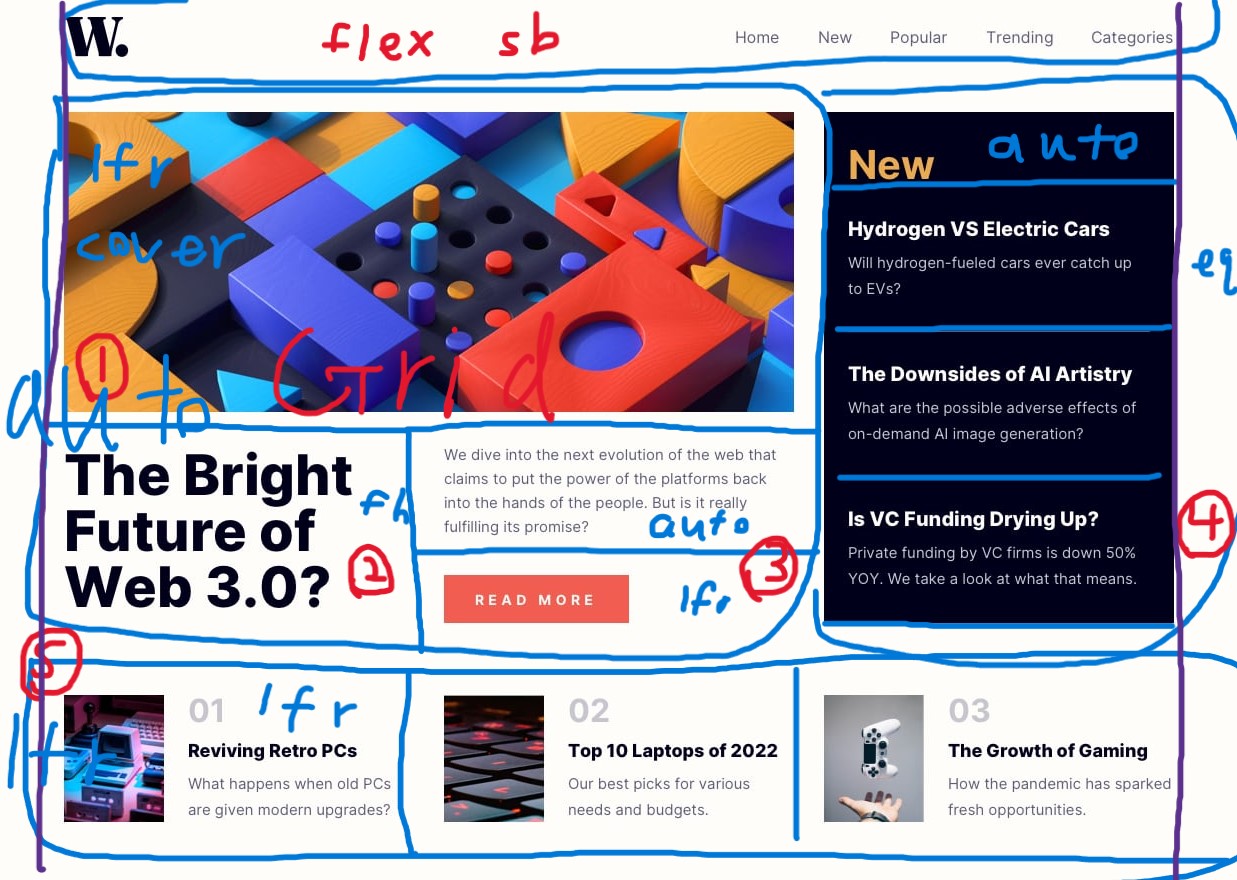 W.
flex sb
Home New Popular Trending Categories
1fr
cover
auto
Grid
1
New
auto
Hydrogen VS Electric Cars
Will hydrogen-fueled cars ever catch up
to EVs?
eq
The Downsides of AI Artistry
What are the possible adverse effects of
on-demand AI image generation?
Is VC Funding Drying Up?
Private funding by VC firms is down 50%
YOY. We take a look at what that means.
4
The Bright
Future of
Web 3.0?
2
We dive into the next evolution of the web that
claims to put the power of the platforms back
into the hands of the people. But is it really
fulfilling its promise?
auto
READ MORE
1fr
3
5
01
1fr
Reviving Retro PCs
What happens when old PCs
are given modern upgrades?
02
Top 10 Laptops of 2022
Our best picks for various
needs and budgets.
03
The Growth of Gaming
How the pandemic has sparked
fresh opportunities.